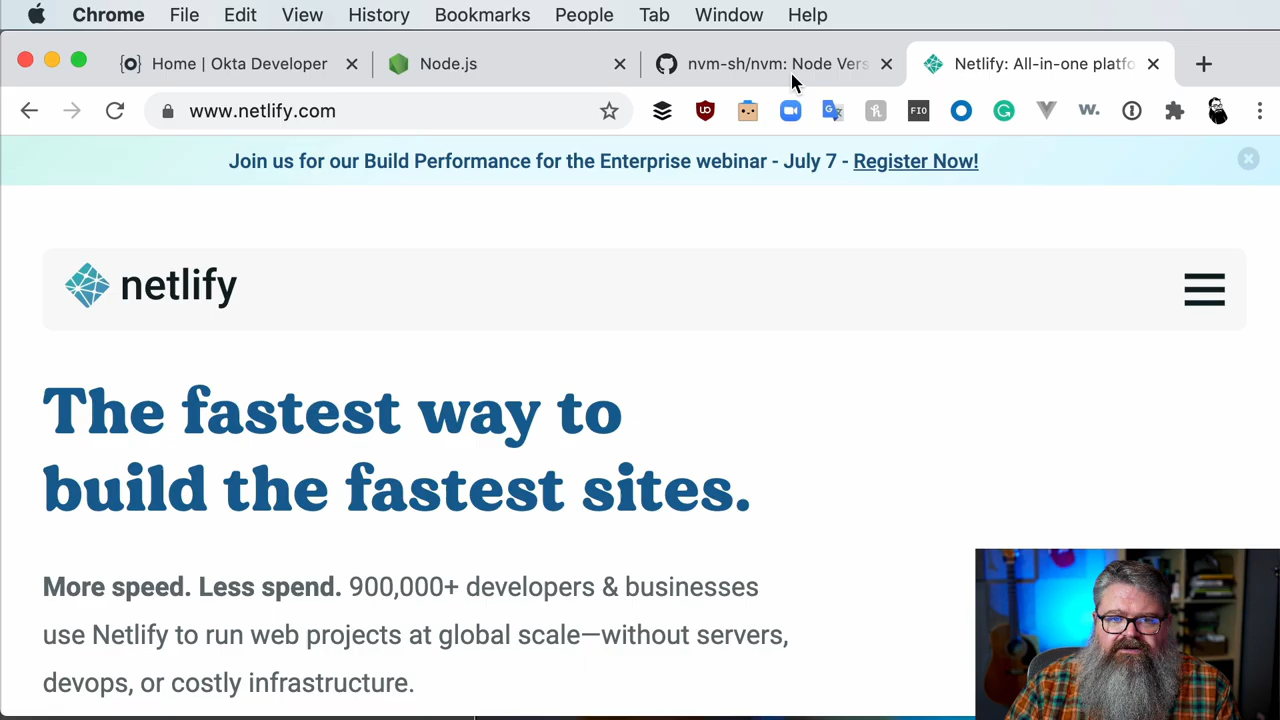 Chrome File Edit View History Bookmarks People Tab Window Help
Home | Okta Developer
Node.js
nvm-sh/nvm: Node Vers
Netlify: All-in-one platfo
www.netlify.com
FIO
w.
Join us for our Build Performance for the Enterprise webinar - July 7 - Register Now!
netlify
The fastest way to
build the fastest sites.
More speed. Less spend. 900,000+ developers & businesses
use Netlify to run web projects at global scale—without servers,
devops, or costly infrastructure.